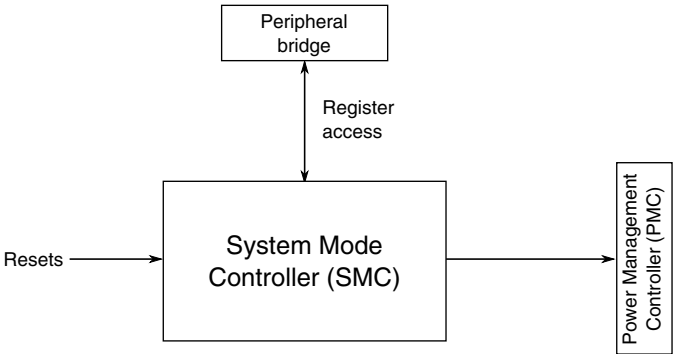 Peripheral
bridge
Register
access
System Mode
Controller (SMC)
Resets
Power Management
Controller (PMC)